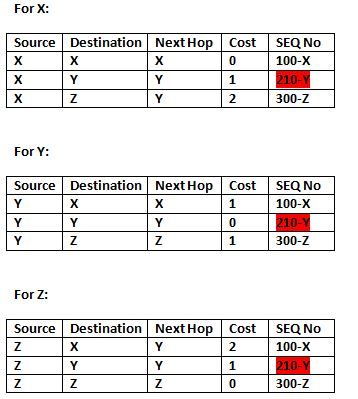 For X:
Source Destination Next Hop Cost SEQ No
X X X 0 100-X
X Y Y 1 210-Y
X Z Y 2 300-Z
For Y:
Source Destination Next Hop Cost SEQ No
Y X X 1 100-X
Y Y Y 0 210-Y
Y Z Z 1 300-Z
For Z:
Source Destination Next Hop Cost SEQ No
Z X Y 2 100-X
Z Y Y 1 210-Y
Z Z Z 0 300-Z